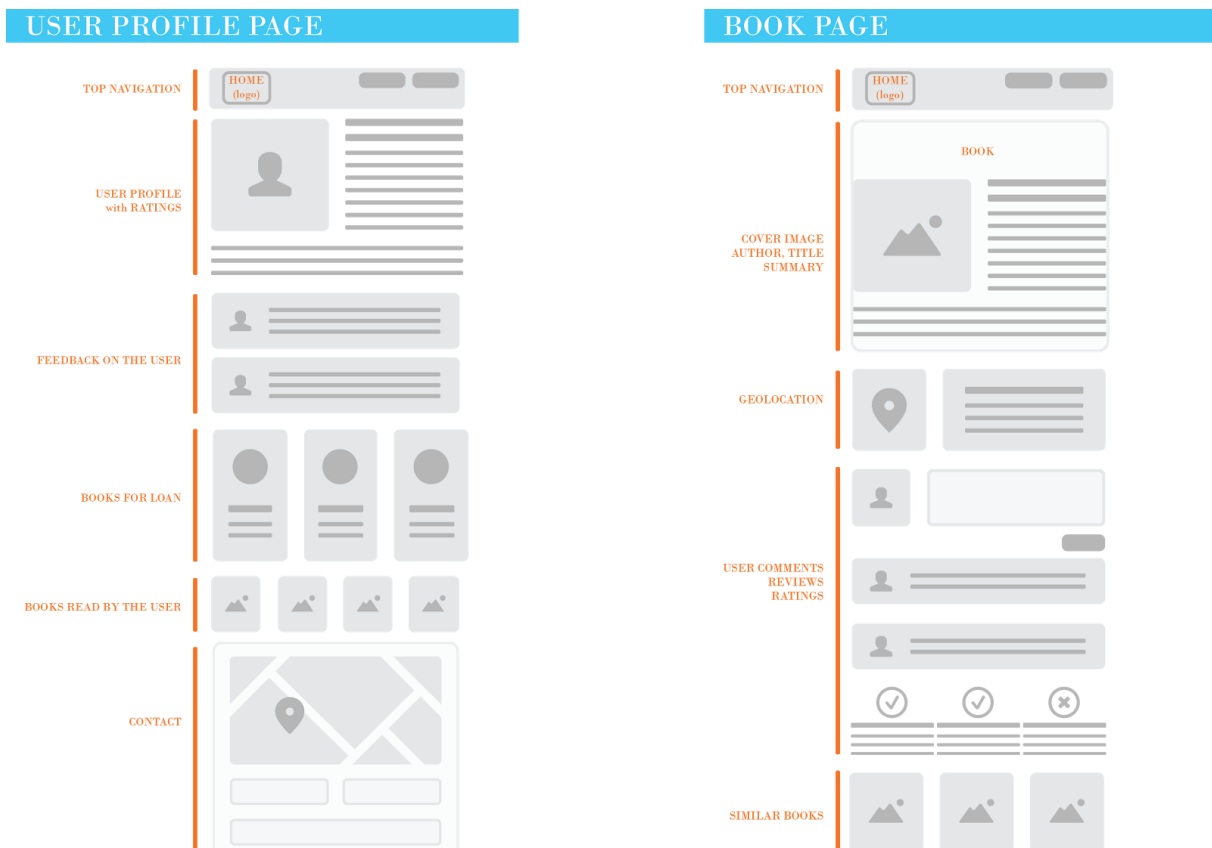 USER PROFILE PAGE
TOP NAVIGATION
HOME
(logo)
USER PROFILE
with RATINGS
FEEDBACK ON THE USER
BOOKS FOR LOAN
BOOKS READ BY THE USER
CONTACT
BOOK PAGE
TOP NAVIGATION
HOME
(logo)
BOOK
COVER IMAGE
AUTHOR, TITLE
SUMMARY
GEOLOCATION
USER COMMENTS
REVIEWS
RATINGS
SIMILAR BOOKS